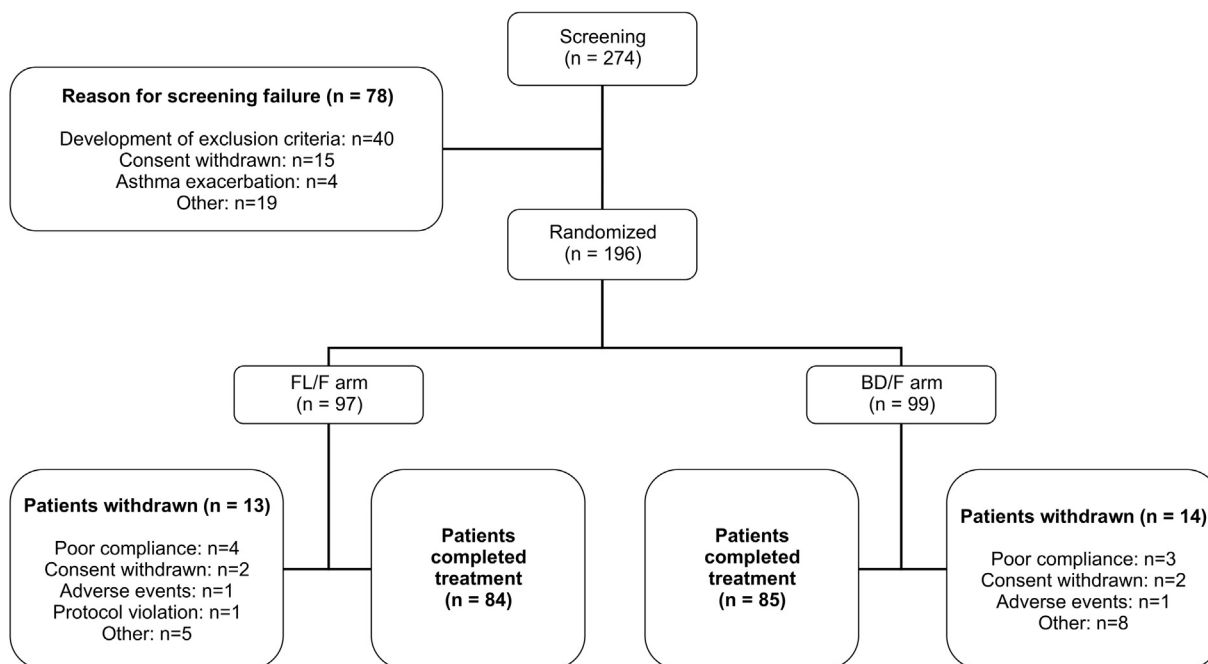 Screening
(n = 274)
Reason for screening failure (n = 78)
Development of exclusion criteria: n=40
Consent withdrawn: n=15
Asthma exacerbation: n=4
Other: n=19
Randomized
(n = 196)
FL/F arm
(n = 97)
BD/F arm
(n = 99)
Patients withdrawn (n = 13)
Poor compliance: n=4
Consent withdrawn: n=2
Adverse events: n=1
Protocol violation: n=1
Other: n=5
Patients
completed
treatment
(n = 84)
Patients
completed
treatment
(n = 85)
Patients withdrawn (n = 14)
Poor compliance: n=3
Consent withdrawn: n=2
Adverse events: n=1
Other: n=8